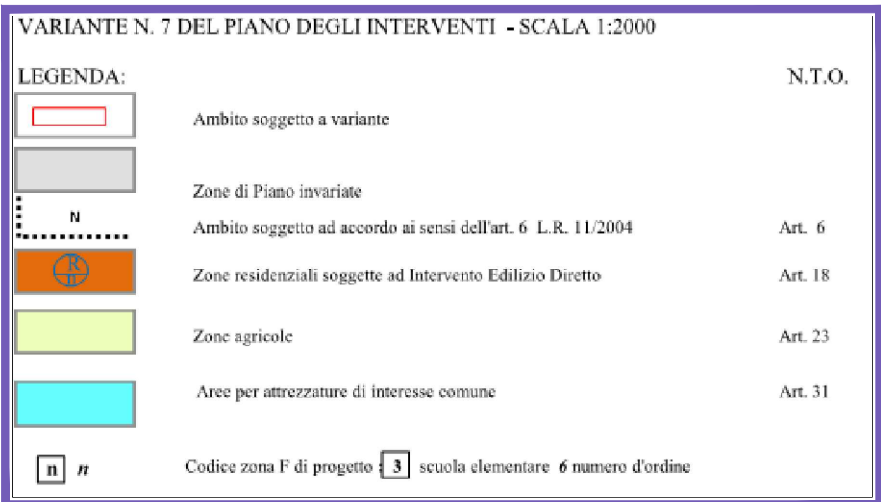 VARIANTE N. 7 DEL PIANO DEGLI INTERVENTI - SCALA 1:2000
LEGENDA: N.T.O.
Ambito soggetto a variante
Zone di Piano invariate
N Ambito soggetto ad accordo ai sensi dell'art. 6 L.R. 11/2004 Art. 6
R n Zone residenziali soggette ad Intervento Edilizio Diretto Art. 18
Zone agricole Art. 23
Aree per attrezzature di interesse comune Art. 31
n n Codice zona F di progetto : 3 scuola elementare 6 numero d'ordine